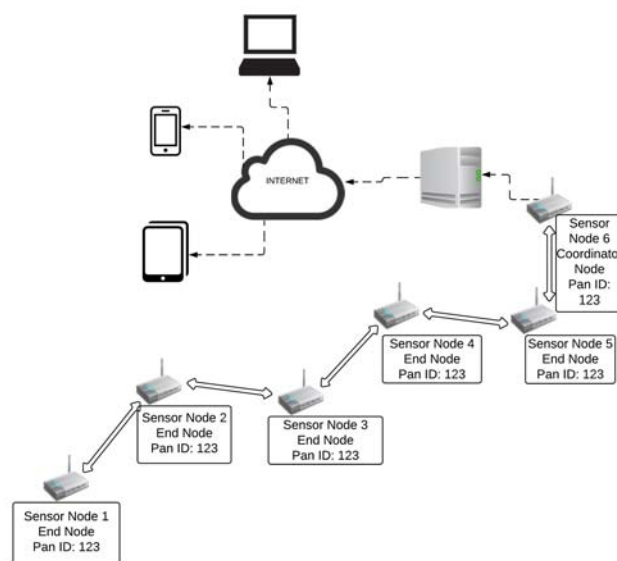 INTERNET
Sensor
Node 6
Coordinato
Node
Pan ID:
123
Sensor Node 4
End Node
Pan ID: 123
Sensor Node 5
End Node
Pan ID: 123
Sensor Node 2
End Node
Pan ID: 123
Sensor Node 3
End Node
Pan ID: 123
Sensor Node 1
End Node
Pan ID: 123